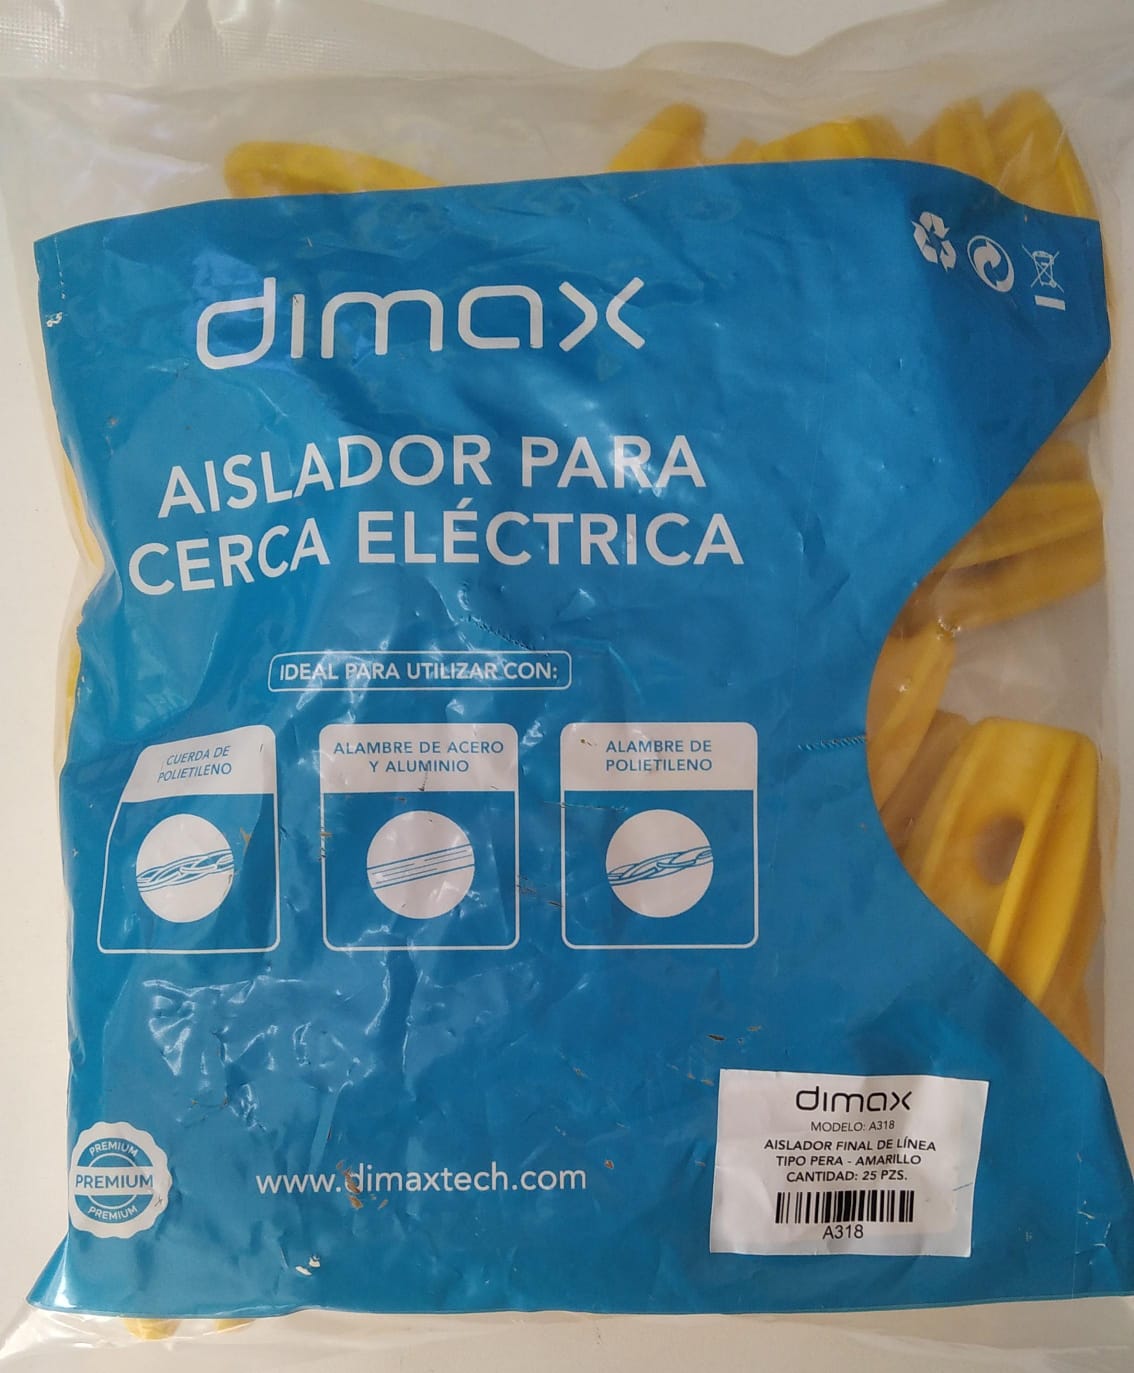 dimax
AISLADOR PARA
CERCA ELÉCTRICA
IDEAL PARA UTILIZAR CON:
CUERDA DE
POLIETILENO
ALAMBRE DE ACERO
Y ALUMINIO
ALAMBRE DE
POLIETILENO
PREMIUM
PREMIUM
PREMIUM
www.dimaxtech.com
dimax
MODELO: A318
AISLADOR FINAL DE LÍNEA
TIPO PERA - AMARILLO
CANTIDAD: 25 PZS.
A318